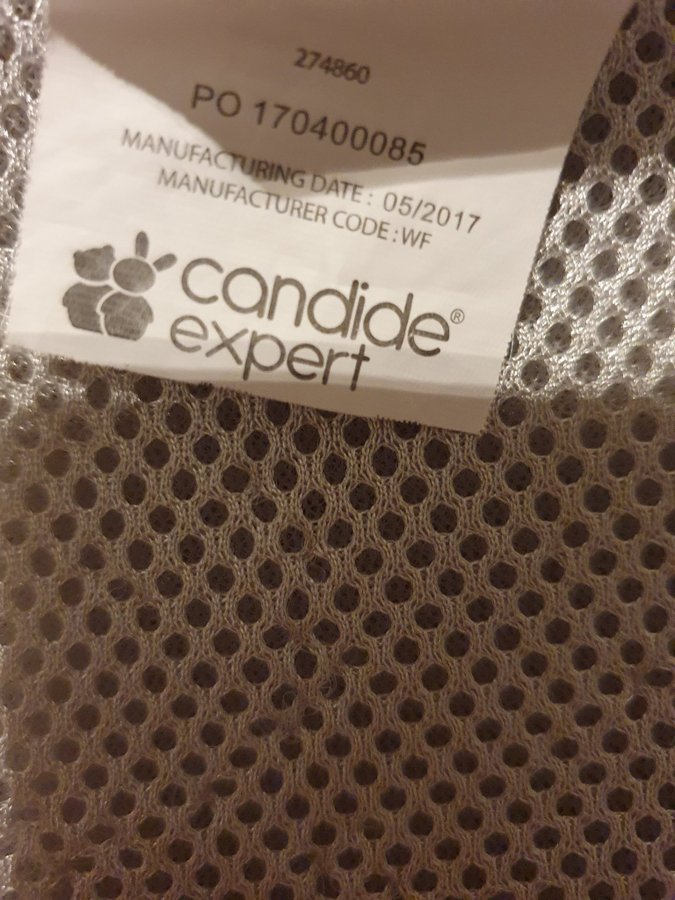 274860
PO 170400085
MANUFACTURING DATE : 05/2017
MANUFACTURER CODE : WF
candide®
expert